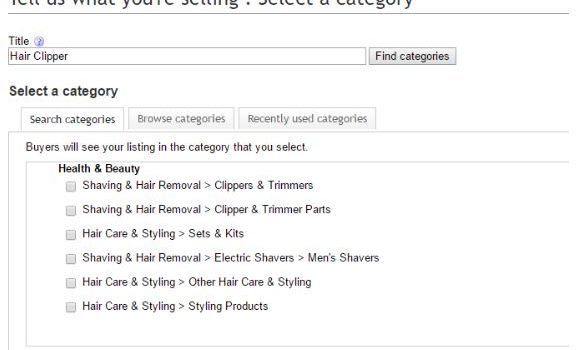 Tell us what you're selling : Select a category
Title
Hair Clipper
Find categories
Select a category
Search categories
Browse categories
Recently used categories
Buyers will see your listing in the category that you select.
Health & Beauty
Shaving & Hair Removal > Clippers & Trimmers
Shaving & Hair Removal > Clipper & Trimmer Parts
Hair Care & Styling > Sets & Kits
Shaving & Hair Removal > Electric Shavers > Men's Shavers
Hair Care & Styling > Other Hair Care & Styling
Hair Care & Styling > Styling Products